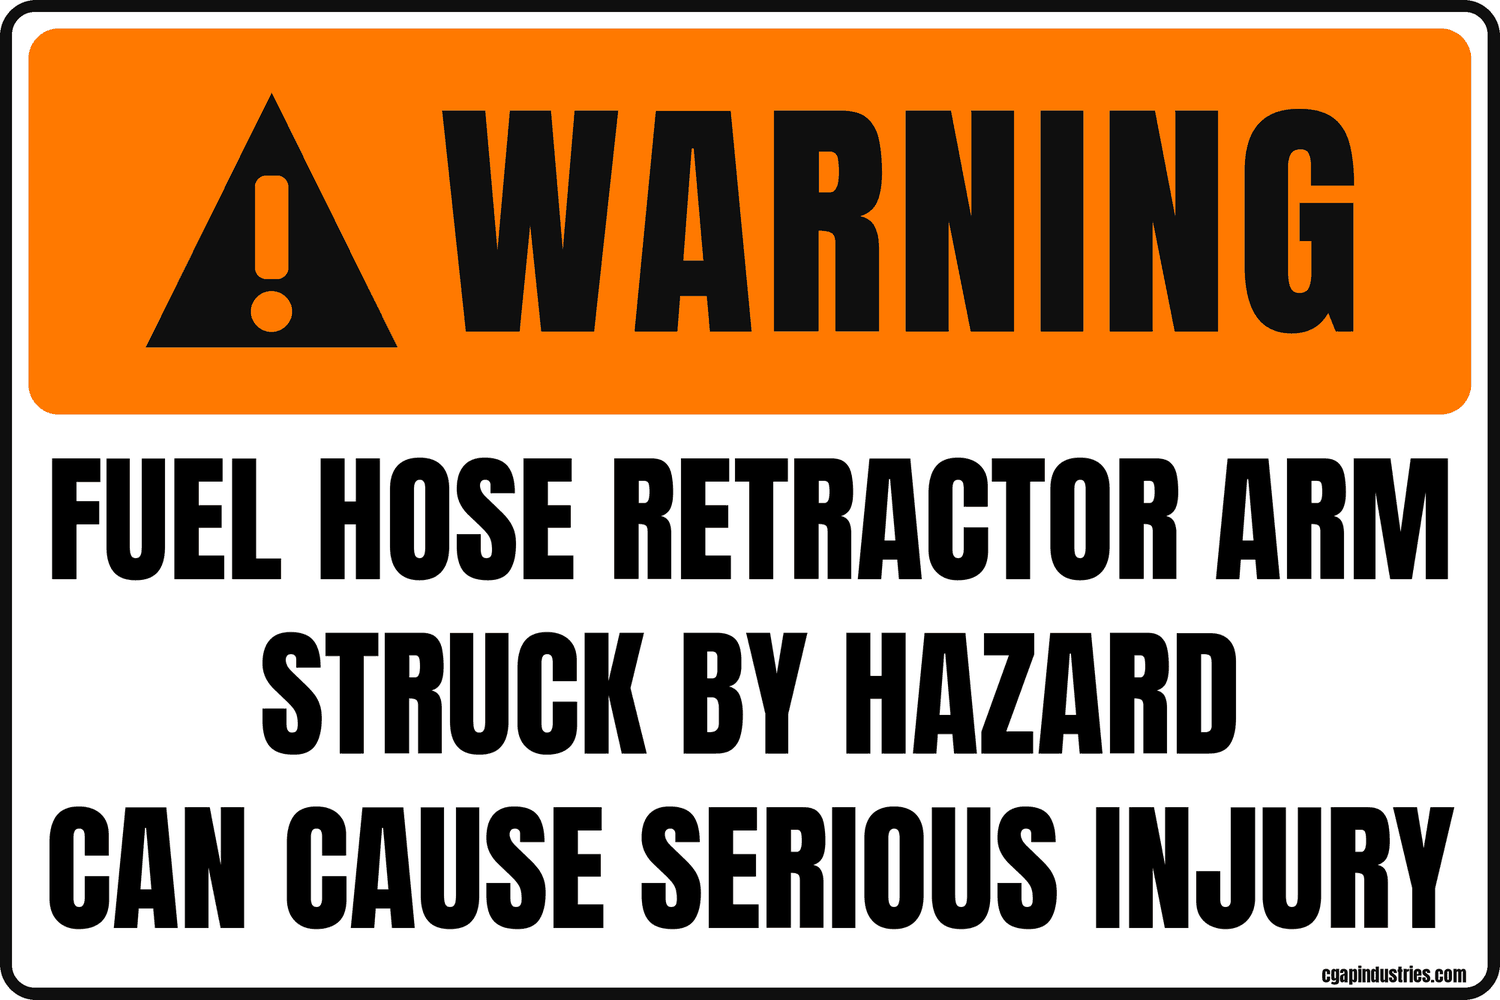 WARNING
FUEL HOSE RETRACTOR ARM
STRUCK BY HAZARD
CAN CAUSE SERIOUS INJURY
cgapindustries.com